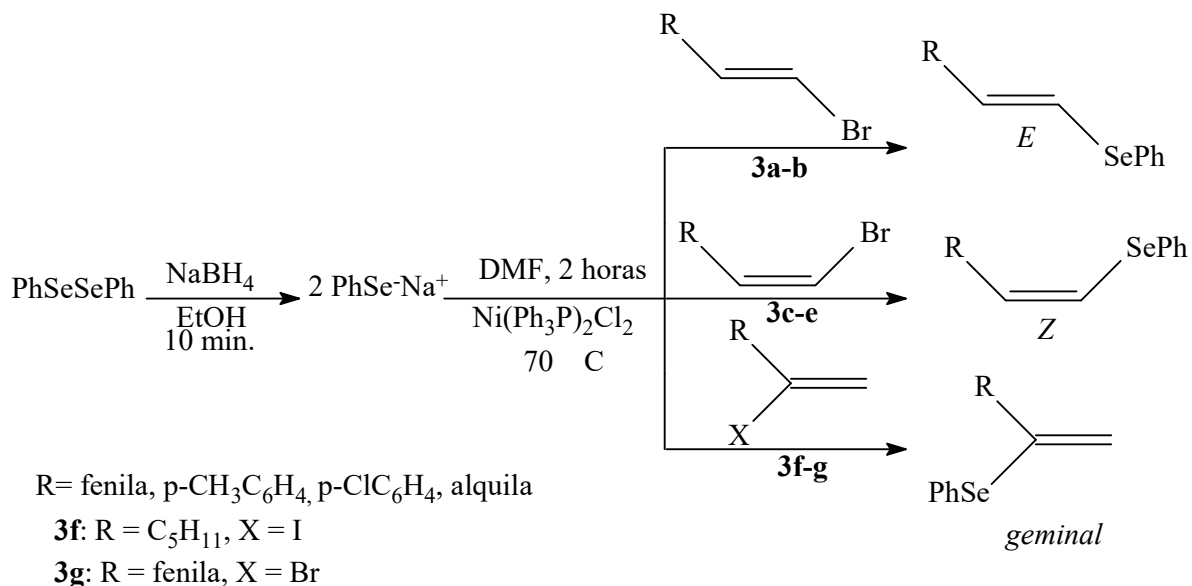 R
Br
3a-b
R
E
SePh
PhSeSePh
NaBH4
EtOH
10 min.
2 PhSe-Na+
DMF, 2 horas
Ni(Ph3P)2Cl2
70 C
R
Br
3c-e
R
SePh
Z
R
X
3f-g
R
PhSe
geminal
R= fenila, p-CH3C6H4, p-ClC6H4, alquila
3f: R = C5H11, X = I
3g: R = fenila, X = Br